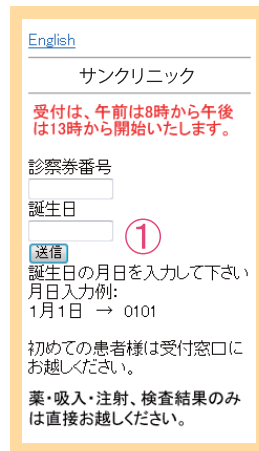 English
サンクリニック
受付は、午前は8時から午後
は13時から開始いたします。
診察券番号
誕生日
①
送信
誕生日の月日を入力して下さい
月日入力例:
1月1日 → 0101
初めての患者様は受付窓口に
お越しください。
薬・吸入・注射、検査結果のみ
は直接お越しください。